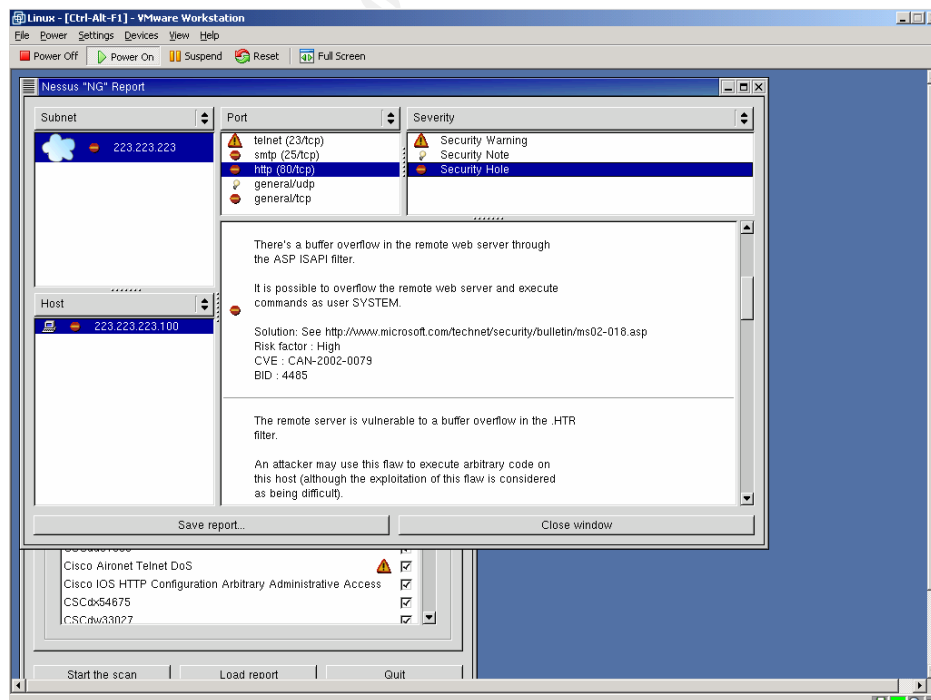 Linux - [Ctrl-Alt-F1] - VMware Workstation
File Power Settings Devices View Help
Power Off Power On Suspend Reset Full Screen
Nessus "NG" Report
Subnet
223.223.223
Port
telnet (23/tcp)
smtp (25/tcp)
http (80/tcp)
general/udp
general/tcp
Severity
Security Warning
Security Note
Security Hole
Host
223.223.223.100
There's a buffer overflow in the remote web server through
the ASP ISAPI filter.
It is possible to overflow the remote web server and execute
commands as user SYSTEM.
Solution: See http://www.microsoft.com/technet/security/bulletin/ms02-018.asp
Risk factor : High
CVE : CAN-2002-0079
BID : 4485
The remote server is vulnerable to a buffer overflow in the .HTR
filter.
An attacker may use this flaw to execute arbitrary code on
this host (although the exploitation of this flaw is considered
as being difficult).
Save report...
Close window
Cisco Aironet Telnet DoS
Cisco IOS HTTP Configuration Arbitrary Administrative Access
CSCdx54675
CSCdw33027
Start the scan
Load report
Quit